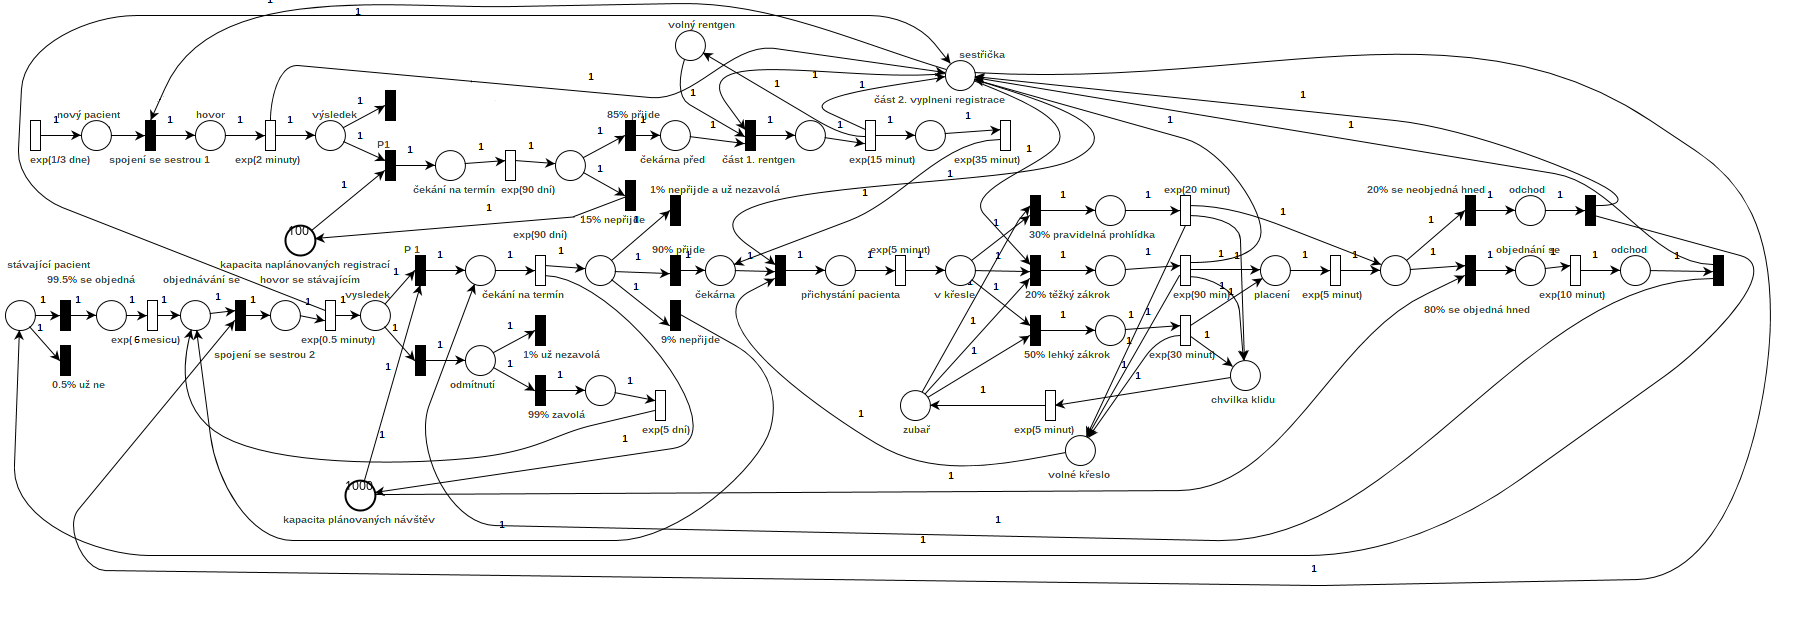 volný rentgen
sestřička
část 2. vyplneni registrace
nový pacient
hovor
výsledek
85% přijde
exp(1/3 dne)
spojení se sestrou 1
exp(2 minuty)
P1
čekárna před
část 1. rentgen
exp(15 minut)
exp(35 minut)
čekání na termín
exp(90 dní)
15% nepřijde
1% nepřijde a už nezavolá
100
kapacita naplánovaných registrací
exp(20 minut)
30% pravidelná prohlídka
20% se neobjedná hned
odchod
exp(90 dní)
stávající pacient
99.5% se objedná
objednávání se
hovor se stávajícím
výsledek
P 1
čekání na termín
90% přijde
čekárna
exp(5 minut)
přichystání pacienta
v křesle
20% těžký zákrok
exp(90 minut)
placení
exp(5 minut)
objednání se
odchod
exp(10 minut)
80% se objedná hned
exp( 6 mesicu)
spojení se sestrou 2
exp(0.5 minuty)
0.5% už ne
9% nepřijde
1% už nezavolá
odmítnutí
99% zavolá
exp(5 dní)
50% lehký zákrok
exp(30 minut)
chvilka klidu
zubař
exp(5 minut)
volné křeslo
1000
kapacita plánovaných návštěv